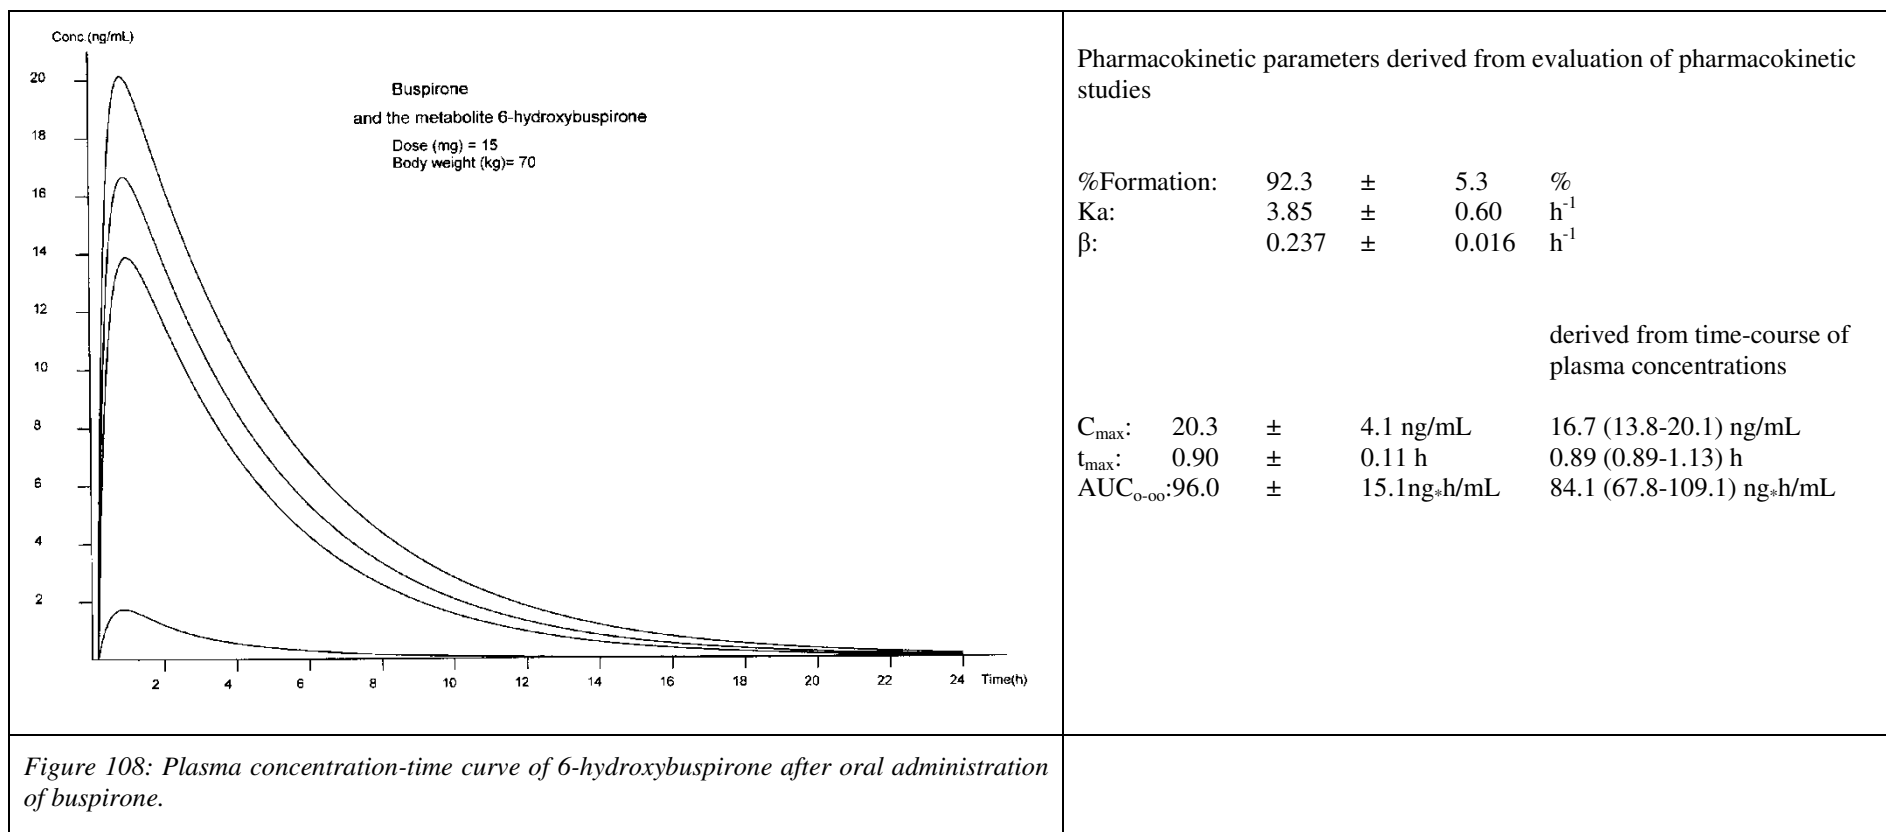 Conc.(ng/mL)
20
18
16
14
12
10
8
6
4
2
Buspirone
and the metabolite 6-hydroxybuspirone
Dose (mg) = 15
Body weight (kg)= 70
2 4 6 8 10 12 14 16 18 20 22 24 Time(h)
Figure 108: Plasma concentration-time curve of 6-hydroxybuspirone after oral administration
of buspirone.
Pharmacokinetic parameters derived from evaluation of pharmacokinetic
studies
%Formation: 92.3 ± 5.3 %
Ka: 3.85 ± 0.60 h⁻¹
β: 0.237 ± 0.016 h⁻¹
derived from time-course of
plasma concentrations
Cmax: 20.3 ± 4.1 ng/mL 16.7 (13.8-20.1) ng/mL
tmax: 0.90 ± 0.11 h 0.89 (0.89-1.13) h
AUCo-oo:96.0 ± 15.1ng*h/mL 84.1 (67.8-109.1) ng*h/mL